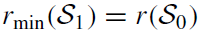 r_min(𝒮_1) = r(𝒮_0)